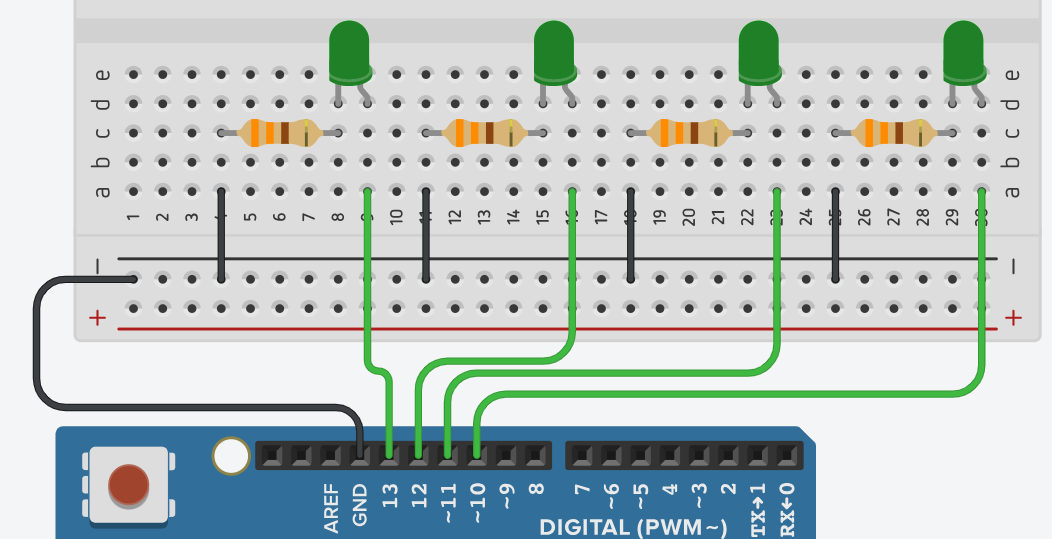 e e
d d
c c
b b
a a
1 2 3 4 5 6 7 8 9 10 11 12 13 14 15 16 17 18 19 20 21 22 23 24 25 26 27 28 29 30
− −
+ +
AREF GND 13 12 ~11 ~10 ~9 8 7 ~6 ~5 4 ~3 2 TX→1 RX←0
DIGITAL (PWM~)